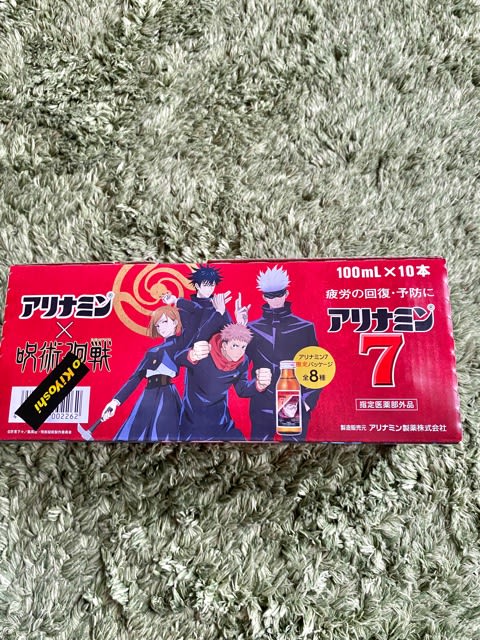 100mL×10本
疲労の回復・予防に
アリナミン
7
指定医薬部外品
製造販売元 アリナミン製薬株式会社
アリナミン
×
呪術廻戦
アリナミン7
限定パッケージ
全8種
o Kiyoshi
002262